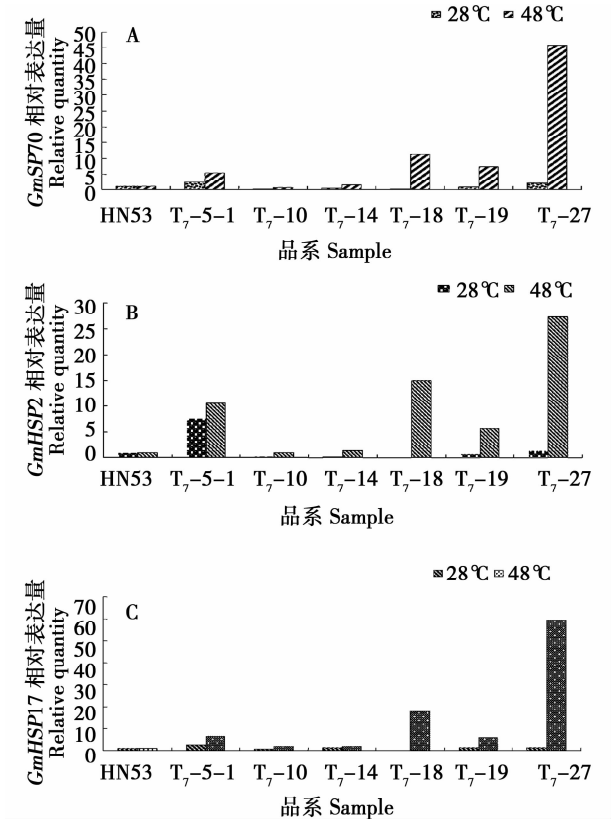 A
28℃ 48℃
GmSP70 相对表达量
Relative quantity
50
45
40
35
30
25
20
15
10
5
0
HN53 T7-5-1 T7-10 T7-14 T7-18 T7-19 T7-27
品系 Sample
B
28℃ 48℃
GmHSP2 相对表达量
Relative quantity
30
25
20
15
10
5
0
HN53 T7-5-1 T7-10 T7-14 T7-18 T7-19 T7-27
品系 Sample
C
28℃ 48℃
GmHSP17 相对表达量
Relative quantity
70
60
50
40
30
20
10
0
HN53 T7-5-1 T7-10 T7-14 T7-18 T7-19 T7-27
品系 Sample